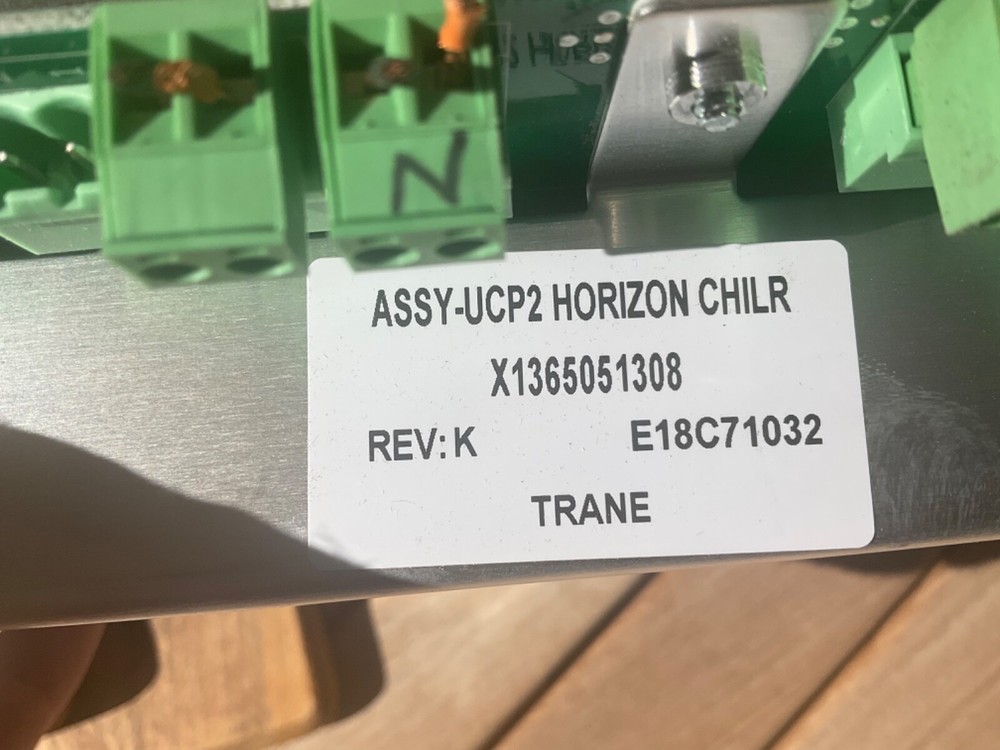 N
ASSY-UCP2 HORIZON CHILR
X1365051308
REV: K E18C71032
TRANE